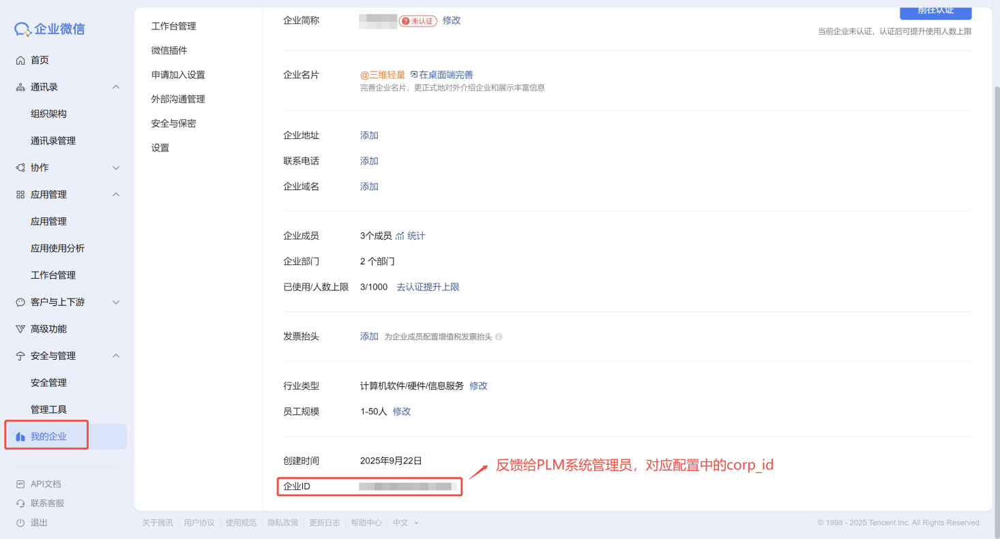 企业微信
首页
通讯录
组织架构
通讯录管理
协作
应用管理
应用管理
应用使用分析
工作台管理
客户与上下游
高级功能
安全与管理
安全管理
管理工具
我的企业
API文档
联系客服
退出
工作台管理
微信插件
申请加入设置
外部沟通管理
安全与保密
设置
前往认证
企业简称 未认证 修改
当前企业未认证，认证后可提升使用人数上限
企业名片 @三维轻量 在桌面端完善
完善企业名片，更正式地对外介绍企业和展示丰富信息
企业地址 添加
联系电话 添加
企业域名 添加
企业成员 3个成员 统计
企业部门 2 个部门
已使用/人数上限 3/1000 去认证提升上限
发票抬头 添加 为企业成员配置增值税发票抬头
行业类型 计算机软件/硬件/信息服务 修改
员工规模 1-50人 修改
创建时间 2025年9月22日
反馈给PLM系统管理员，对应配置中的corp_id
企业ID
关于腾讯 用户协议 使用规范 隐私政策 更新日志 帮助中心 中文
© 1998 - 2025 Tencent Inc. All Rights Reserved